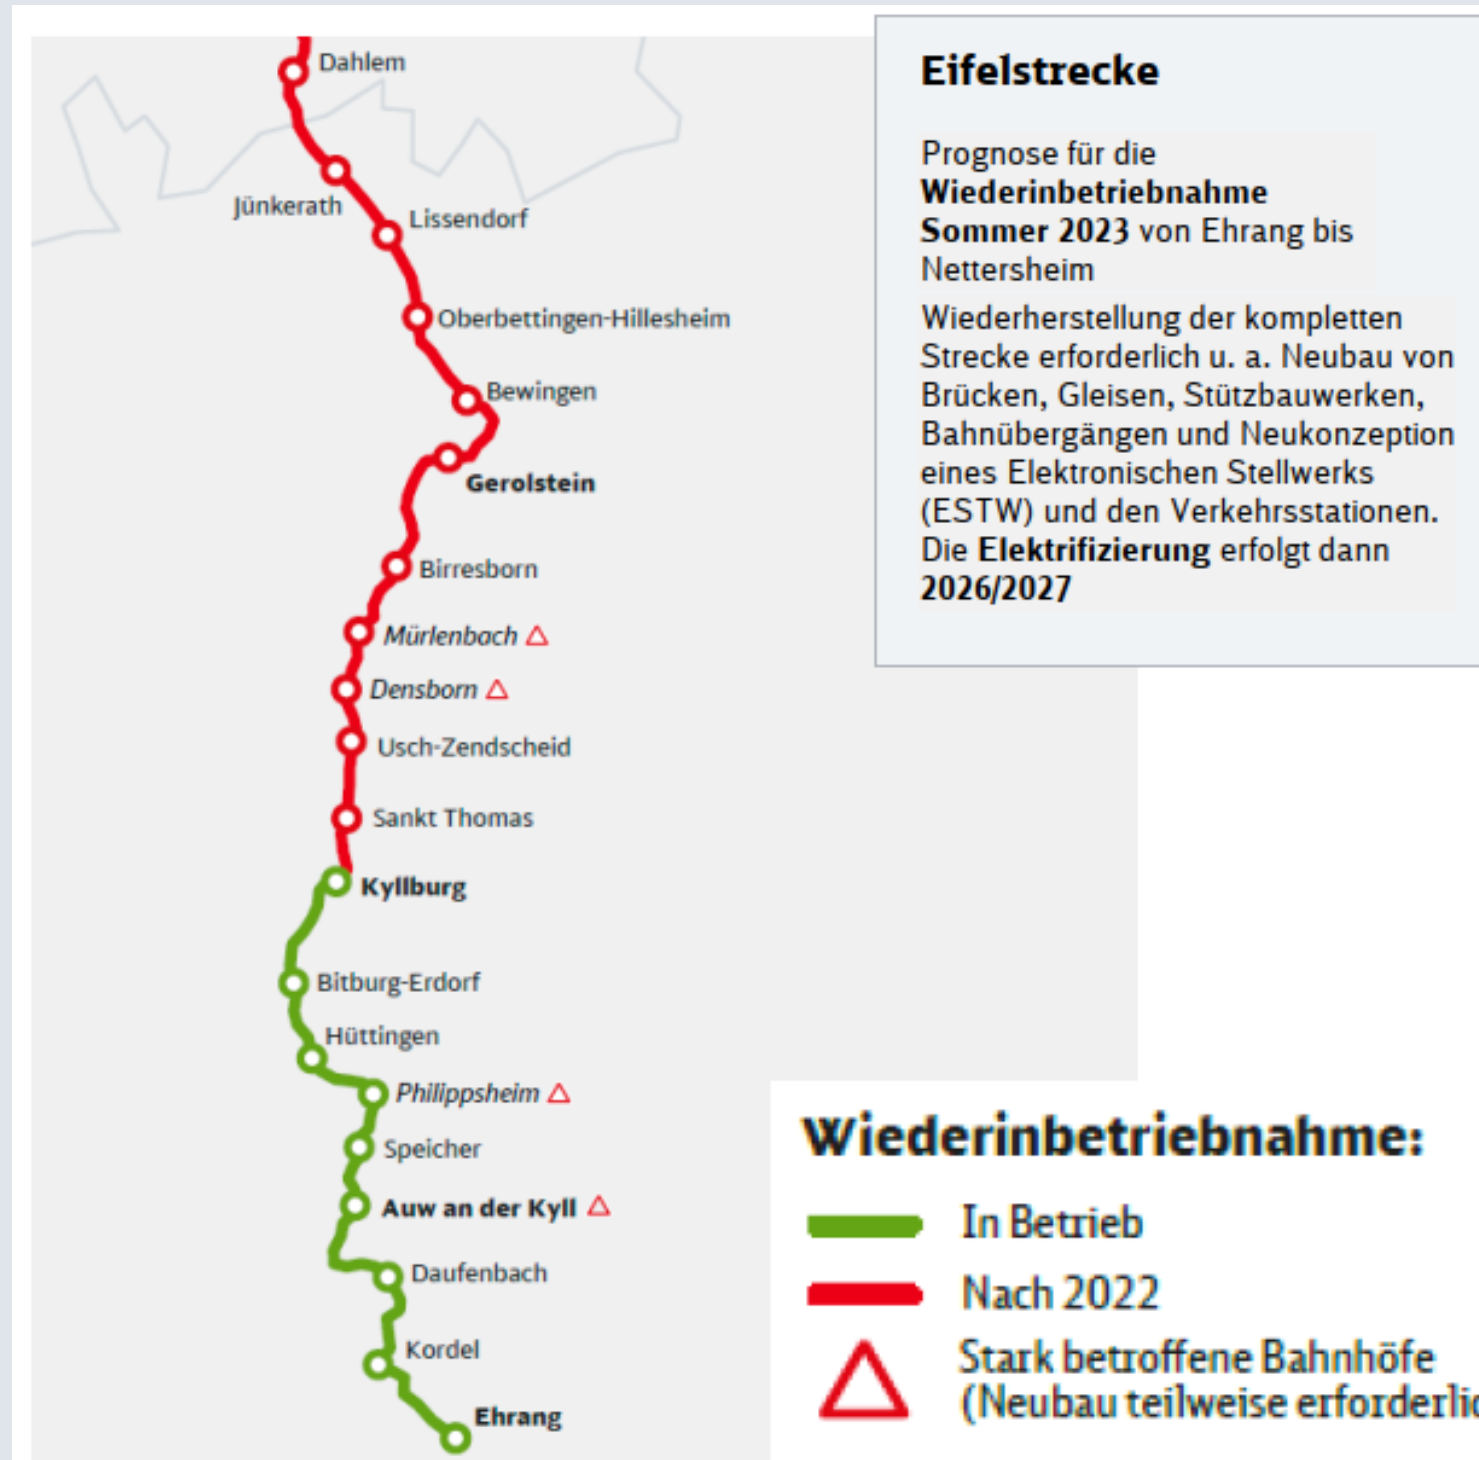 Dahlem
Jünkerath
Lissendorf
Oberbettingen-Hillesheim
Bewingen
Gerolstein
Birresborn
Mürlenbach
Densborn
Usch-Zendscheid
Sankt Thomas
Kyllburg
Bitburg-Erdorf
Hüttingen
Philippsheim
Speicher
Auw an der Kyll
Daufenbach
Kordel
Ehrang
Eifelstrecke
Prognose für die
Wiederinbetriebnahme
Sommer 2023 von Ehrang bis
Nettersheim
Wiederherstellung der kompletten
Strecke erforderlich u. a. Neubau von
Brücken, Gleisen, Stützbauwerken,
Bahnübergängen und Neukonzeption
eines Elektronischen Stellwerks
(ESTW) und den Verkehrsstationen.
Die Elektrifizierung erfolgt dann
2026/2027
Wiederinbetriebnahme:
In Betrieb
Nach 2022
Stark betroffene Bahnhöfe
(Neubau teilweise